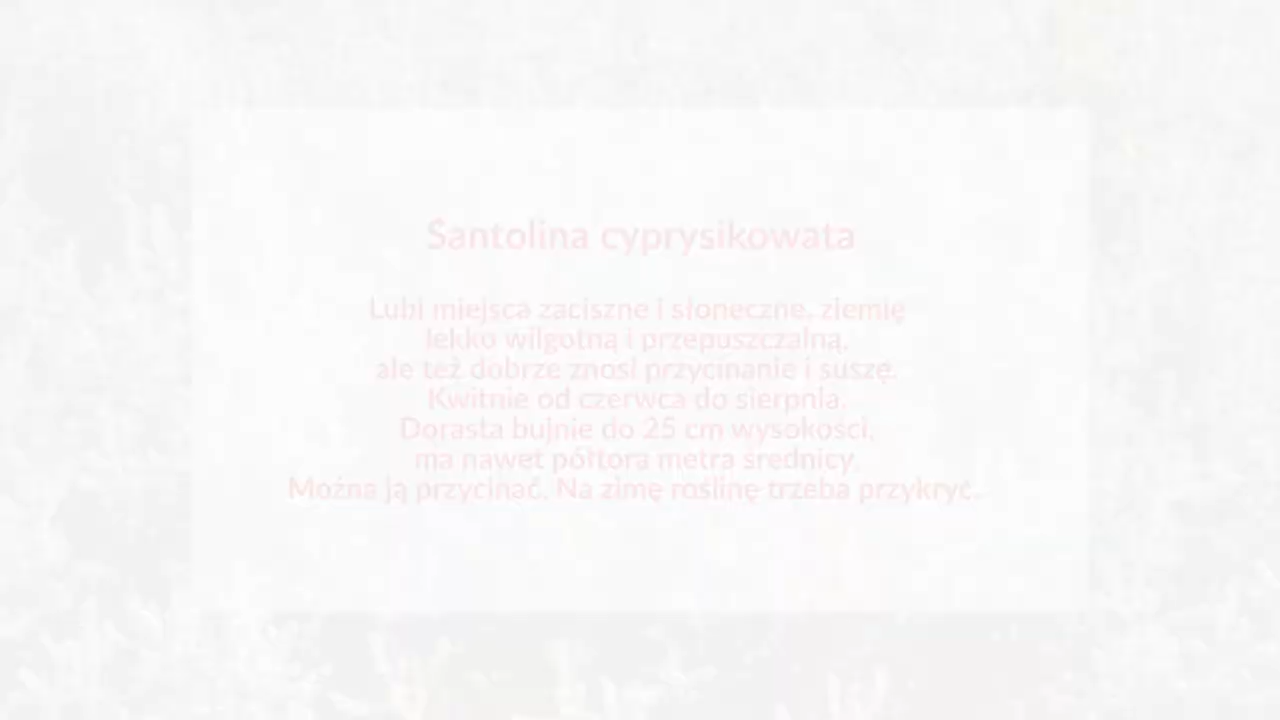 Santolina cyprysikowata
Lubi miejsca zaciszne i słoneczne, ziemię
lekko wilgotną i przepuszczalną,
ale też dobrze znosi przycinanie i suszę.
Kwitnie od czerwca do sierpnia.
Dorasta bujnie do 25 cm wysokości,
ma nawet półtora metra średnicy
Można ją przycinać. Na zimę roślinę trzeba przykryć.